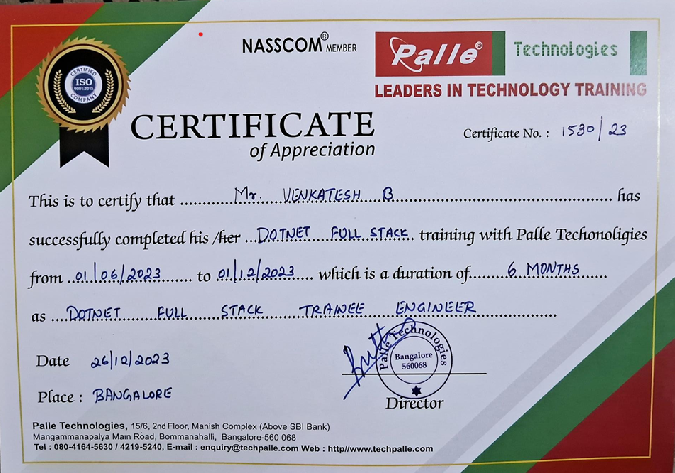 NASSCOM® MEMBER
Palle® Technologies
LEADERS IN TECHNOLOGY TRAINING
CERTIFIED
ISO
9001:2015
COMPANY
CERTIFICATE
of Appreciation
Certificate No. : 1530/23
This is to certify that Mr. VENKATESH B has
successfully completed his /her DOTNET FULL STACK training with Palle Techonoligies
from 01/06/2023 to 01/12/2023 which is a duration of 6 MONTHS
as DOTNET FULL STACK TRAINEE ENGINEER
Date 26/12/2023
Place : BANGALORE
Palle Technologies
Bangalore
560068
Director
Palle Technologies, 15/6, 2nd Floor, Manish Complex (Above SBI Bank)
Mangammanapalya Main Road, Bommanahalli, Bangalore-560 068
Tel : 080-4164-5630 / 4219-5240, E-mail : enquiry@techpalle.com Web : http//www.techpalle.com